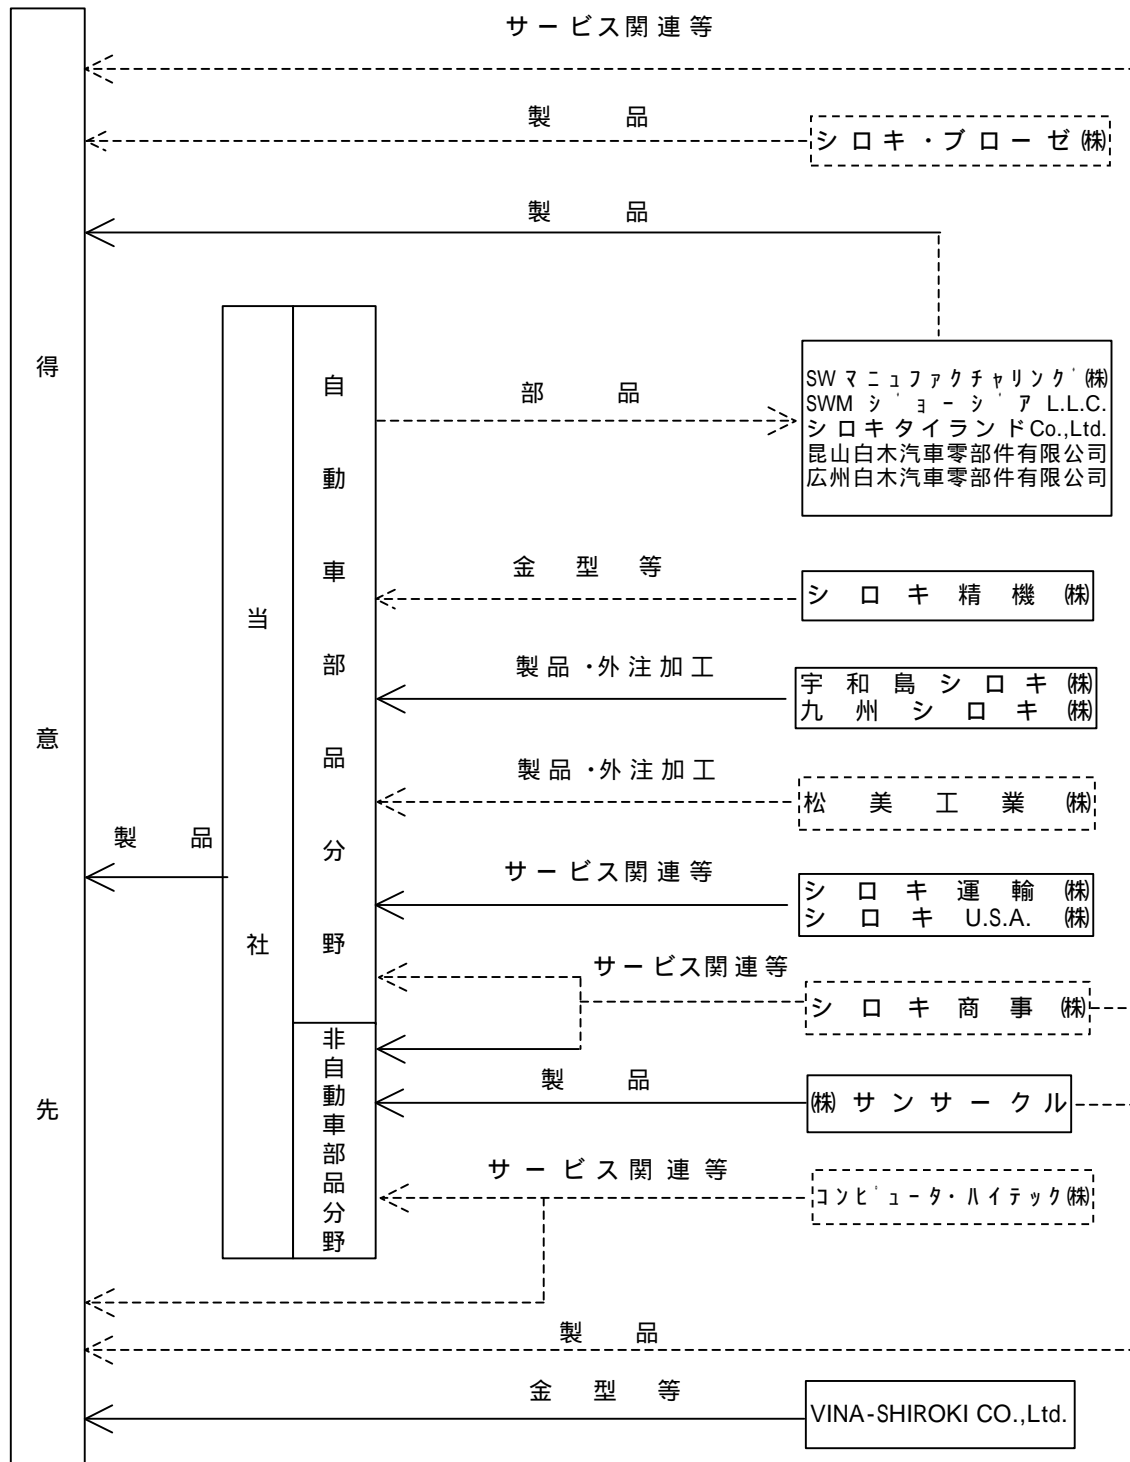 サービス関連等
製品
シロキ・ブローゼ㈱
製品
得意先
当社
自動車部品分野
部品
SWマニュファクチャリング㈱
SWMジョージアL.L.C.
シロキタイランドCo.,Ltd.
昆山白木汽車零部件有限公司
広州白木汽車零部件有限公司
金型等
シロキ精機㈱
製品・外注加工
宇和島シロキ㈱
九州シロキ㈱
製品・外注加工
松美工業㈱
製品
サービス関連等
シロキ運輸㈱
シロキU.S.A.㈱
サービス関連等
シロキ商事㈱
非自動車部品分野
製品
㈱サンサークル
サービス関連等
コンピュータ・ハイテック㈱
製品
金型等
VINA-SHIROKI CO.,Ltd.